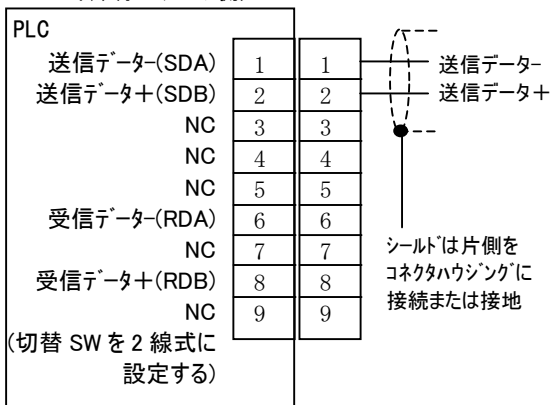 PLC
送信ﾃﾞｰﾀ-(SDA) 1 1 送信データ-
送信ﾃﾞｰﾀ+(SDB) 2 2 送信データ+
NC 3 3
NC 4 4
NC 5 5
受信ﾃﾞｰﾀ-(RDA) 6 6
NC 7 7
受信ﾃﾞｰﾀ+(RDB) 8 8
NC 9 9
(切替 SW を 2 線式に
設定する)
ｼｰﾙﾄﾞは片側を
ｺﾈｸﾀﾊｳｼﾞﾝｸﾞに
接続または接地